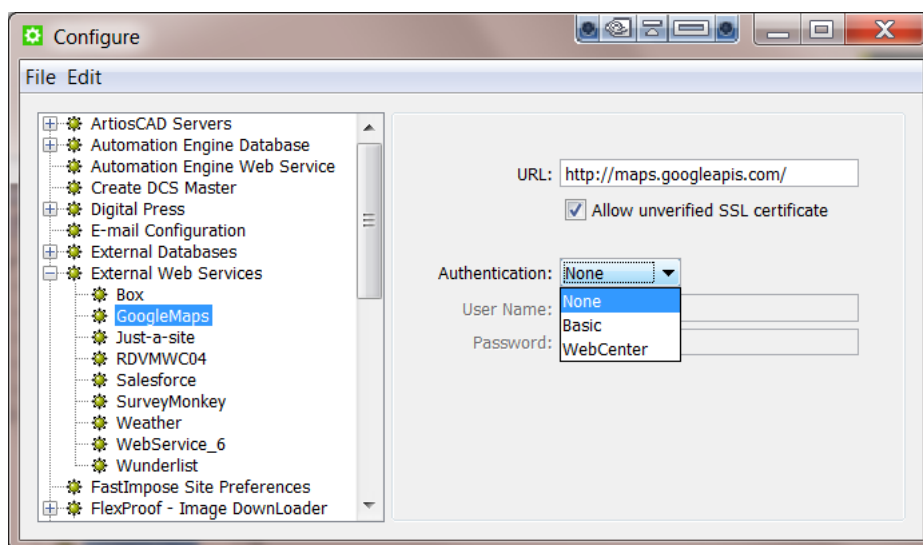 Configure
File Edit
ArtiosCAD Servers
Automation Engine Database
Automation Engine Web Service
Create DCS Master
Digital Press
E-mail Configuration
External Databases
External Web Services
Box
GoogleMaps
Just-a-site
RDVMWC04
Salesforce
SurveyMonkey
Weather
WebService_6
Wunderlist
FastImpose Site Preferences
FlexProof - Image DownLoader
URL: http://maps.googleapis.com/
Allow unverified SSL certificate
Authentication: None
None
Basic
WebCenter
User Name:
Password: